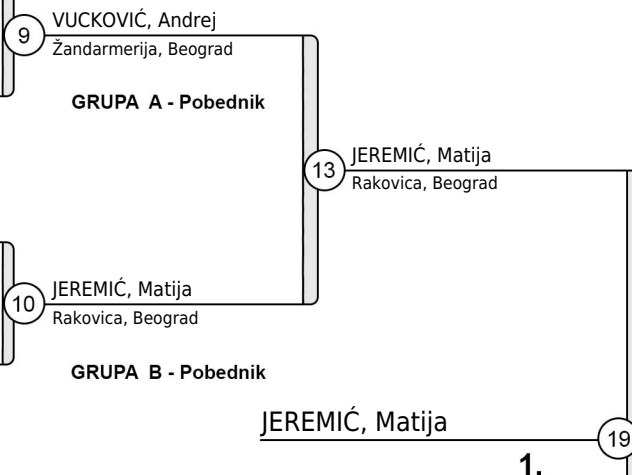 9
VUCKOVIĆ, Andrej
Žandarmerija, Beograd
GRUPA A - Pobednik
13
JEREMIĆ, Matija
Rakovica, Beograd
10
JEREMIĆ, Matija
Rakovica, Beograd
GRUPA B - Pobednik
JEREMIĆ, Matija
19
1.